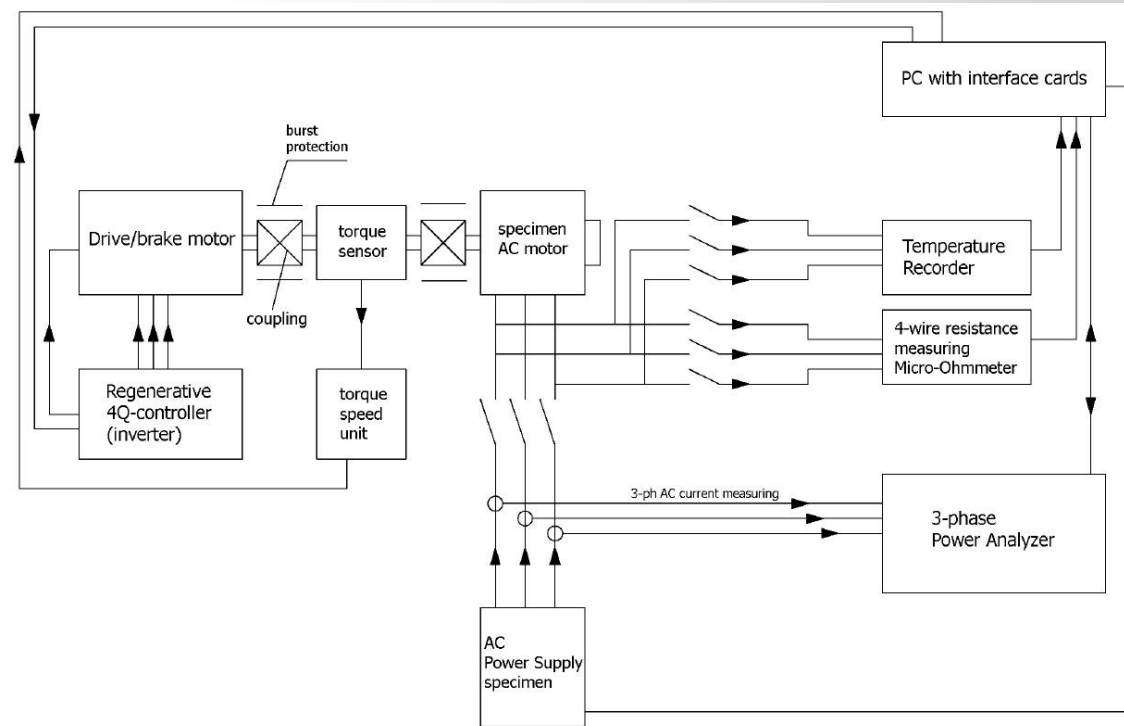 PC with interface cards
burst
protection
Drive/brake motor
torque
sensor
specimen
AC motor
Temperature
Recorder
coupling
4-wire resistance
measuring
Micro-Ohmmeter
Regenerative
4Q-controller
(inverter)
torque
speed
unit
3-ph AC current measuring
3-phase
Power Analyzer
AC
Power Supply
specimen